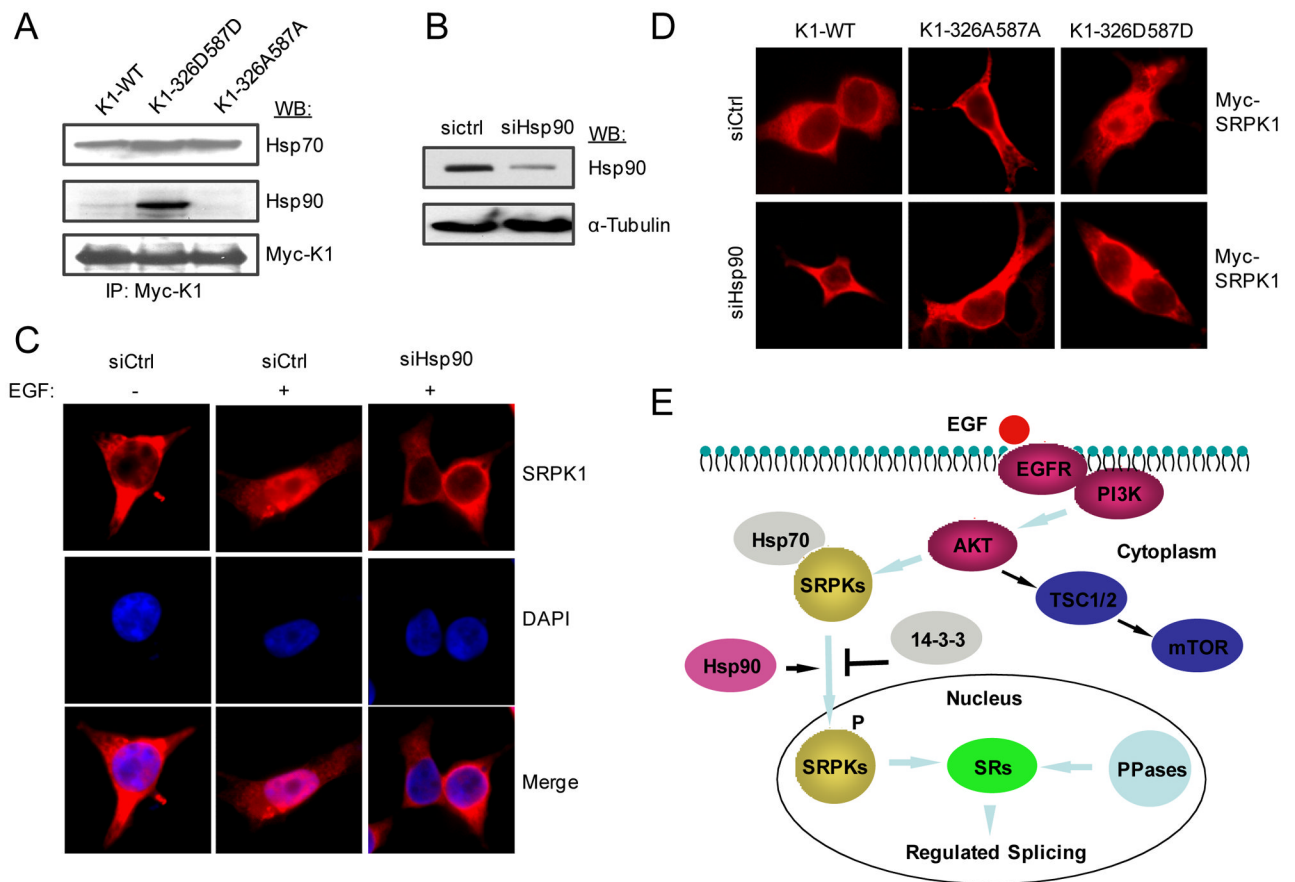 A
K1-WT
K1-326D587D
K1-326A587A
WB:
Hsp70
Hsp90
Myc-K1
IP: Myc-K1
B
sictrl siHsp90 WB:
Hsp90
α-Tubulin
C
siCtrl siCtrl siHsp90
EGF: - + +
SRPK1
DAPI
Merge
D
K1-WT K1-326A587A K1-326D587D
siCtrl
Myc-
SRPK1
siHsp90
Myc-
SRPK1
E
EGF
EGFR
PI3K
Hsp70
AKT
Cytoplasm
SRPKs
TSC1/2
14-3-3
mTOR
Hsp90
Nucleus
P
SRPKs
SRs
PPases
Regulated Splicing